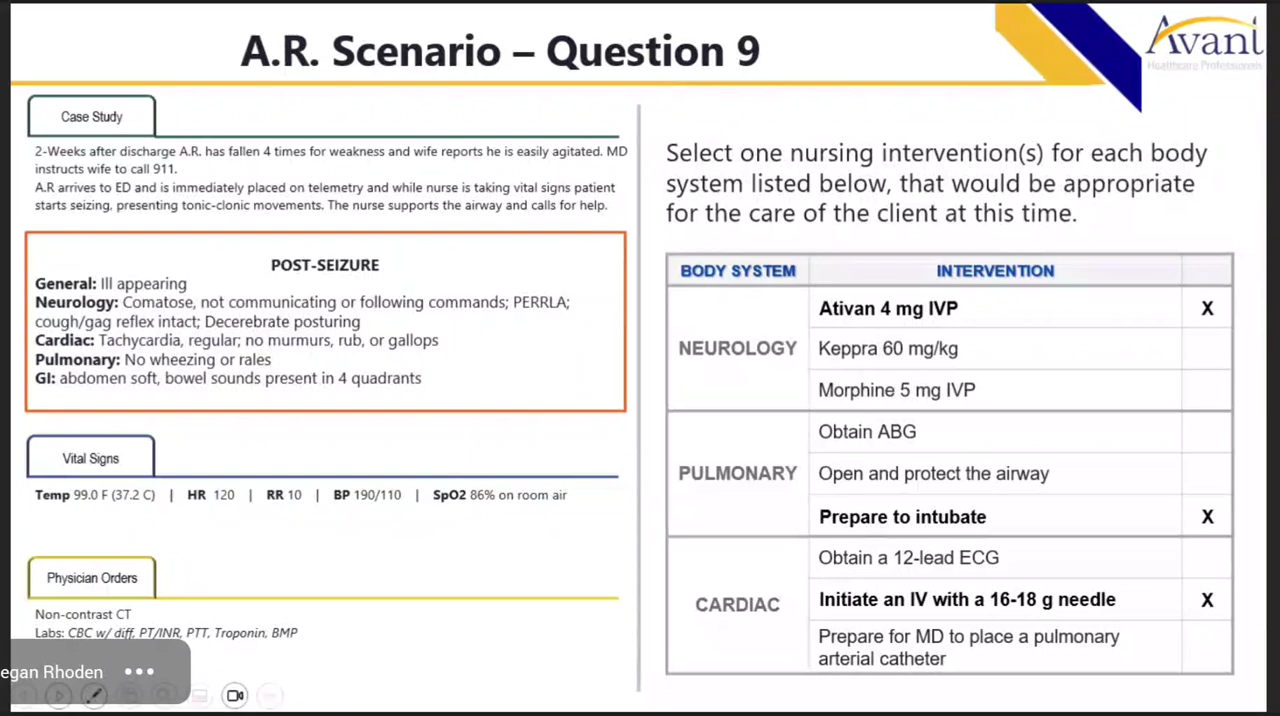 A.R. Scenario – Question 9
Avant
Healthcare Professionals
Case Study
2-Weeks after discharge A.R. has fallen 4 times for weakness and wife reports he is easily agitated. MD
instructs wife to call 911.
A.R arrives to ED and is immediately placed on telemetry and while nurse is taking vital signs patient
starts seizing, presenting tonic-clonic movements. The nurse supports the airway and calls for help.
POST-SEIZURE
General: Ill appearing
Neurology: Comatose, not communicating or following commands; PERRLA;
cough/gag reflex intact; Decerebrate posturing
Cardiac: Tachycardia, regular; no murmurs, rub, or gallops
Pulmonary: No wheezing or rales
GI: abdomen soft, bowel sounds present in 4 quadrants
Vital Signs
Temp 99.0 F (37.2 C) | HR 120 | RR 10 | BP 190/110 | SpO2 86% on room air
Physician Orders
Non-contrast CT
Labs: CBC w/ diff, PT/INR, PTT, Troponin, BMP
egan Rhoden
Select one nursing intervention(s) for each body
system listed below, that would be appropriate
for the care of the client at this time.
BODY SYSTEM INTERVENTION
NEUROLOGY
Ativan 4 mg IVP X
Keppra 60 mg/kg
Morphine 5 mg IVP
PULMONARY
Obtain ABG
Open and protect the airway
Prepare to intubate X
CARDIAC
Obtain a 12-lead ECG
Initiate an IV with a 16-18 g needle X
Prepare for MD to place a pulmonary
arterial catheter